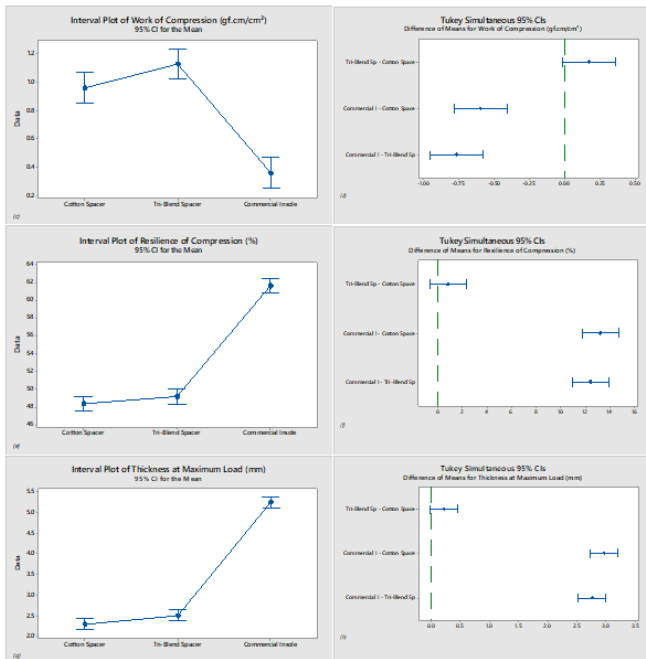 Interval Plot of Work of Compression (gf.cm/cm²)
95% CI for the Mean
1.2
1.0
0.8
0.6
0.4
0.2
Data
Cotton Spacer
Tri-Blend Spacer
Commercial Insole
(c)
Tukey Simultaneous 95% CIs
Difference of Means for Work of Compression (gf.cm/cm²)
Tri-Blend Sp - Cotton Space
Commercial I - Cotton Space
Commercial I - Tri-Blend Sp
-1.00
-0.75
-0.50
-0.25
0.00
0.25
0.50
(d)
Interval Plot of Resilience of Compression (%)
95% CI for the Mean
64
62
60
58
56
54
52
50
48
46
Data
Cotton Spacer
Tri-Blend Spacer
Commercial Insole
(e)
Tukey Simultaneous 95% CIs
Difference of Means for Resilience of Compression (%)
Tri-Blend Sp - Cotton Space
Commercial I - Cotton Space
Commercial I - Tri-Blend Sp
0
2
4
6
8
10
12
14
16
(f)
Interval Plot of Thickness at Maximum Load (mm)
95% CI for the Mean
5.5
5.0
4.5
4.0
3.5
3.0
2.5
2.0
Data
Cotton Spacer
Tri-Blend Spacer
Commercial Insole
Tukey Simultaneous 95% CIs
Difference of Means for Thickness at Maximum Load (mm)
Tri-Blend Sp - Cotton Space
Commercial I - Cotton Space
Commercial I - Tri-Blend Sp
0.0
0.5
1.0
1.5
2.0
2.5
3.0
3.5
(h)